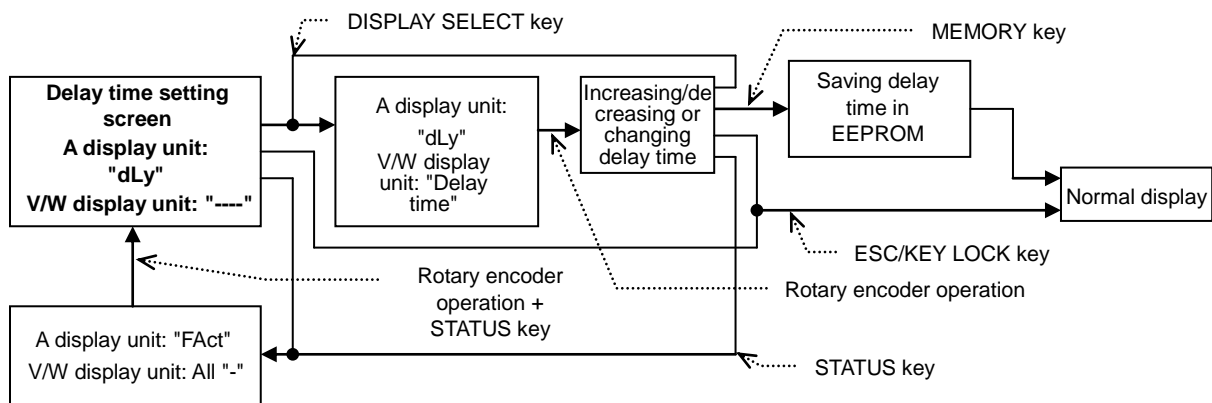 DISPLAY SELECT key
MEMORY key
Delay time setting
screen
A display unit:
"dLy"
V/W display unit: "----"
A display unit:
"dLy"
V/W display
unit: "Delay
time"
Increasing/de
creasing or
changing
delay time
Saving delay
time in
EEPROM
Normal display
ESC/KEY LOCK key
Rotary encoder
operation +
STATUS key
Rotary encoder operation
A display unit: "FAct"
V/W display unit: All "-"
STATUS key